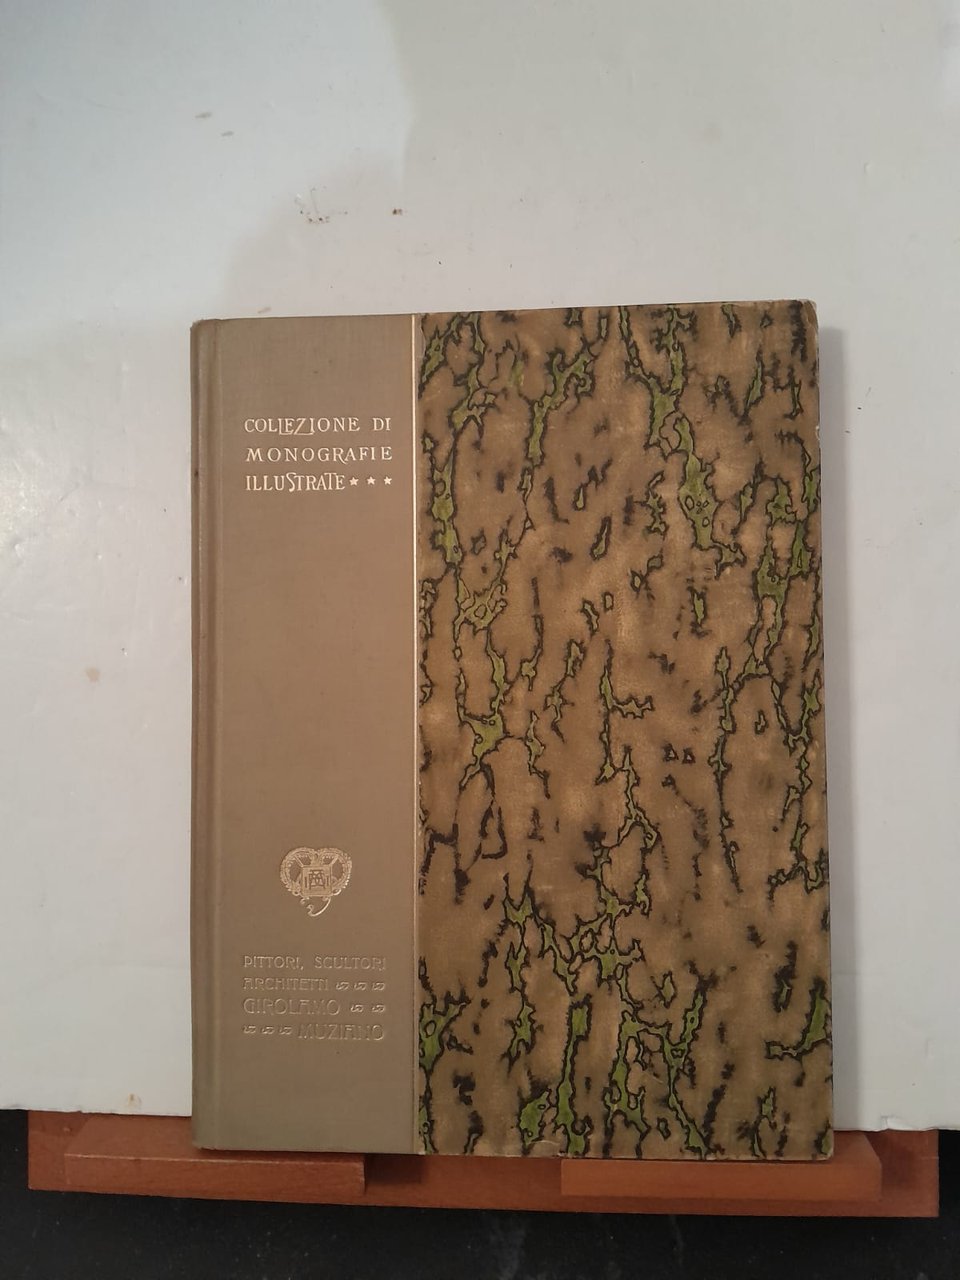 COLLEZIONE DI
MONOGRAFIE
ILLUSTRATE ★ ★ ★
PITTORI, SCULTORI
ARCHITETTI
GIROLAMO
MUZIANO